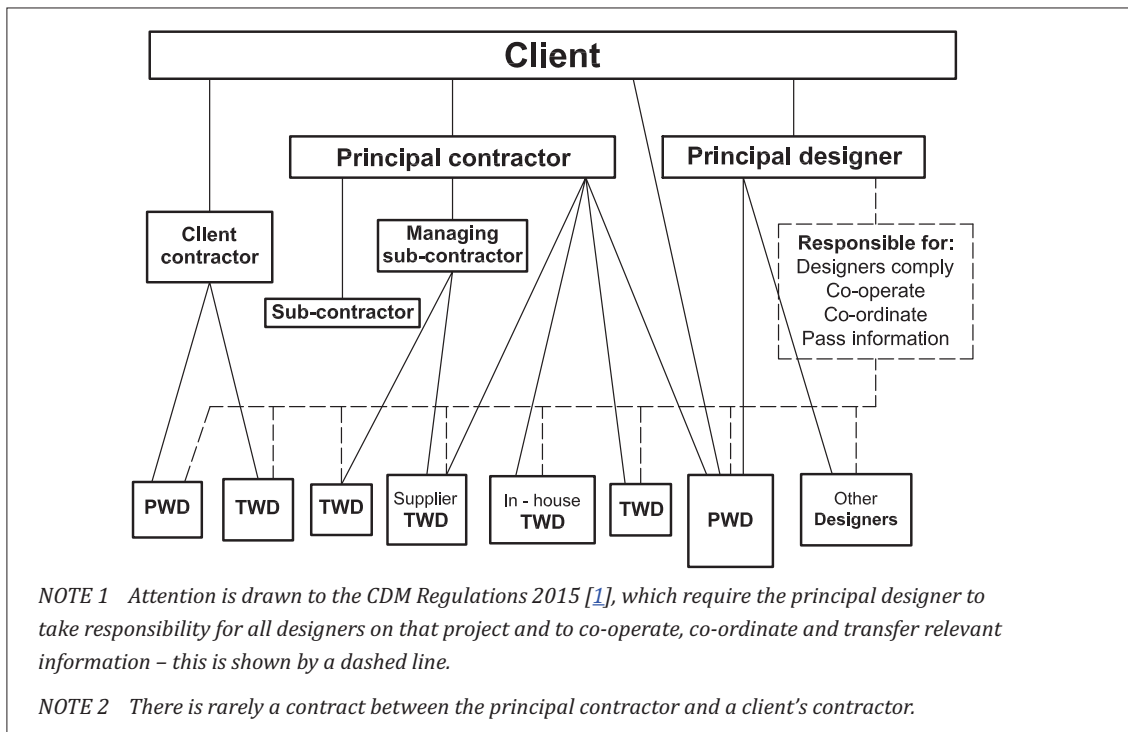 Client
Principal contractor
Principal designer
ClIent
contractor
Managing
sub-contractor
Sub-contractor
Responsible for:
Designers comply
Co-operate
Co-ordinate
Pass information
PWD
TWD
TWD
Supplier
TWD
In - house
TWD
TWD
PWD
Other
Designers
NOTE 1 Attention is drawn to the CDM Regulations 2015 [1], which require the principal designer to
take responsibility for all designers on that project and to co-operate, co-ordinate and transfer relevant
information – this is shown by a dashed line.
NOTE 2 There is rarely a contract between the principal contractor and a client’s contractor.